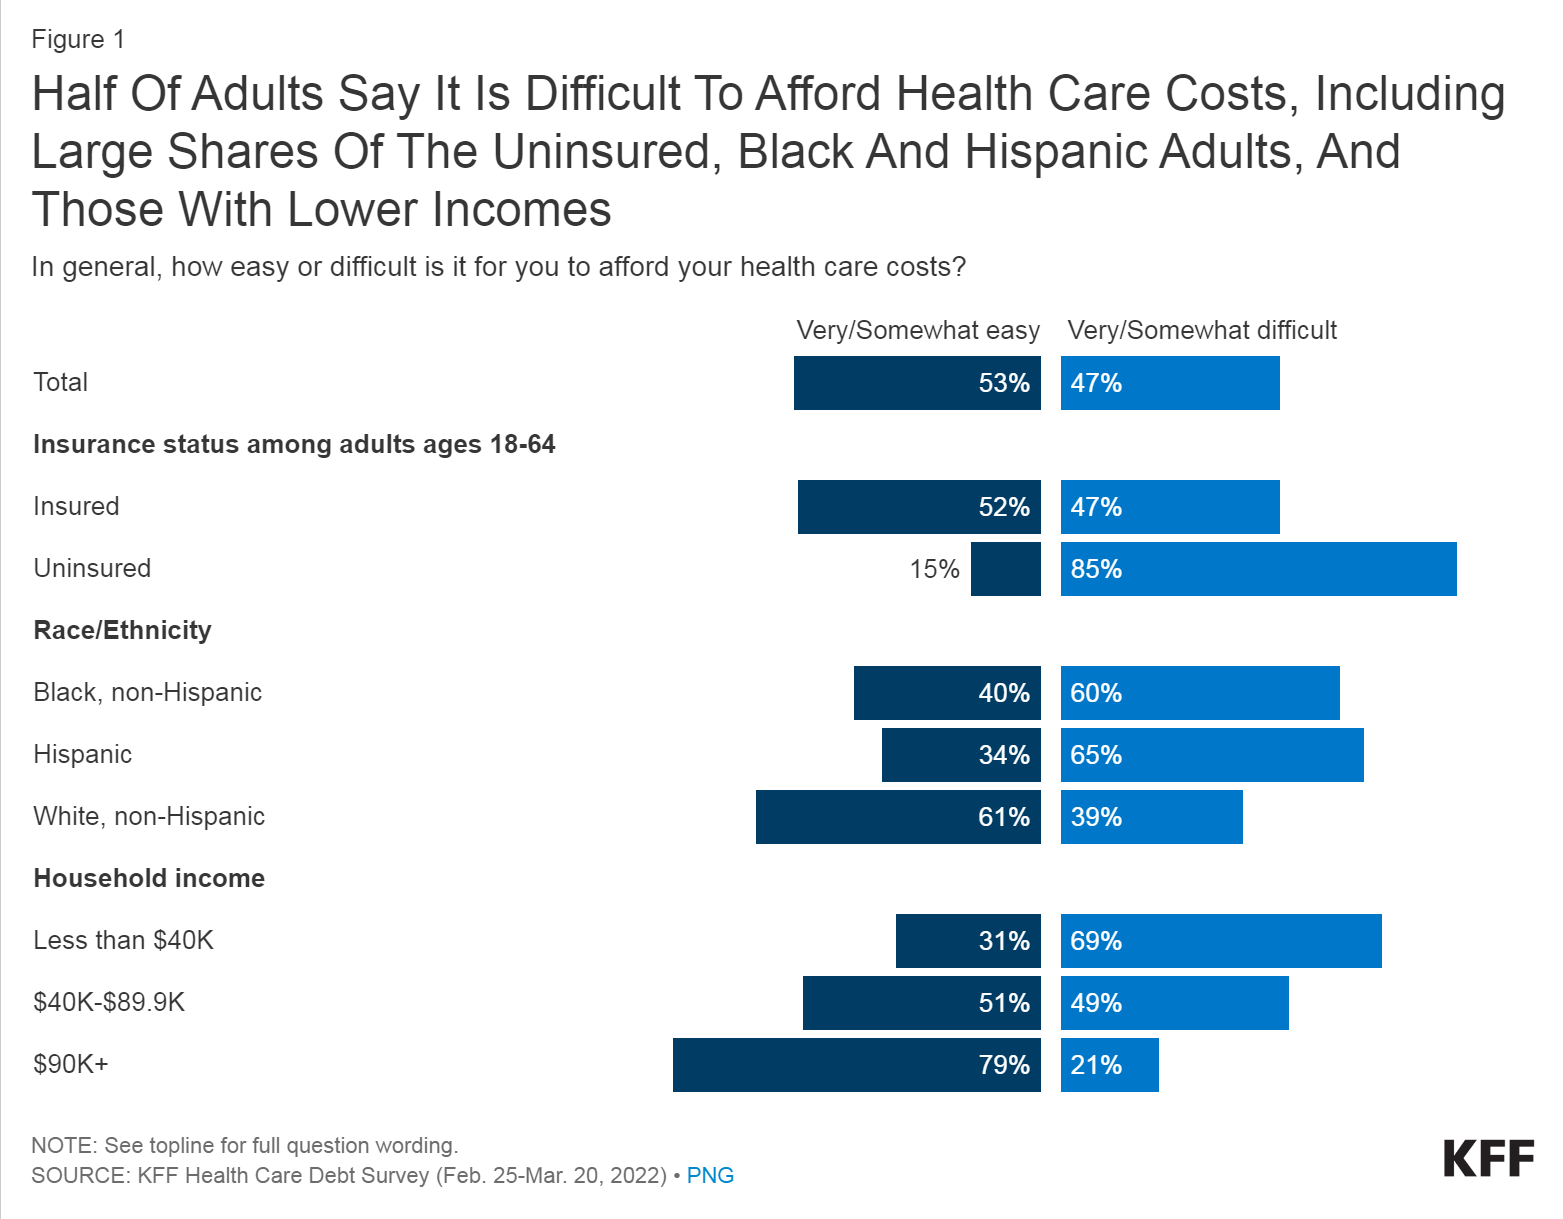 Figure 1
Half Of Adults Say It Is Difficult To Afford Health Care Costs, Including
Large Shares Of The Uninsured, Black And Hispanic Adults, And
Those With Lower Incomes
In general, how easy or difficult is it for you to afford your health care costs?
Very/Somewhat easy Very/Somewhat difficult
Total 53% 47%
Insurance status among adults ages 18-64
Insured 52% 47%
Uninsured 15% 85%
Race/Ethnicity
Black, non-Hispanic 40% 60%
Hispanic 34% 65%
White, non-Hispanic 61% 39%
Household income
Less than $40K 31% 69%
$40K-$89.9K 51% 49%
$90K+ 79% 21%
NOTE: See topline for full question wording.
SOURCE: KFF Health Care Debt Survey (Feb. 25-Mar. 20, 2022) • PNG
KFF